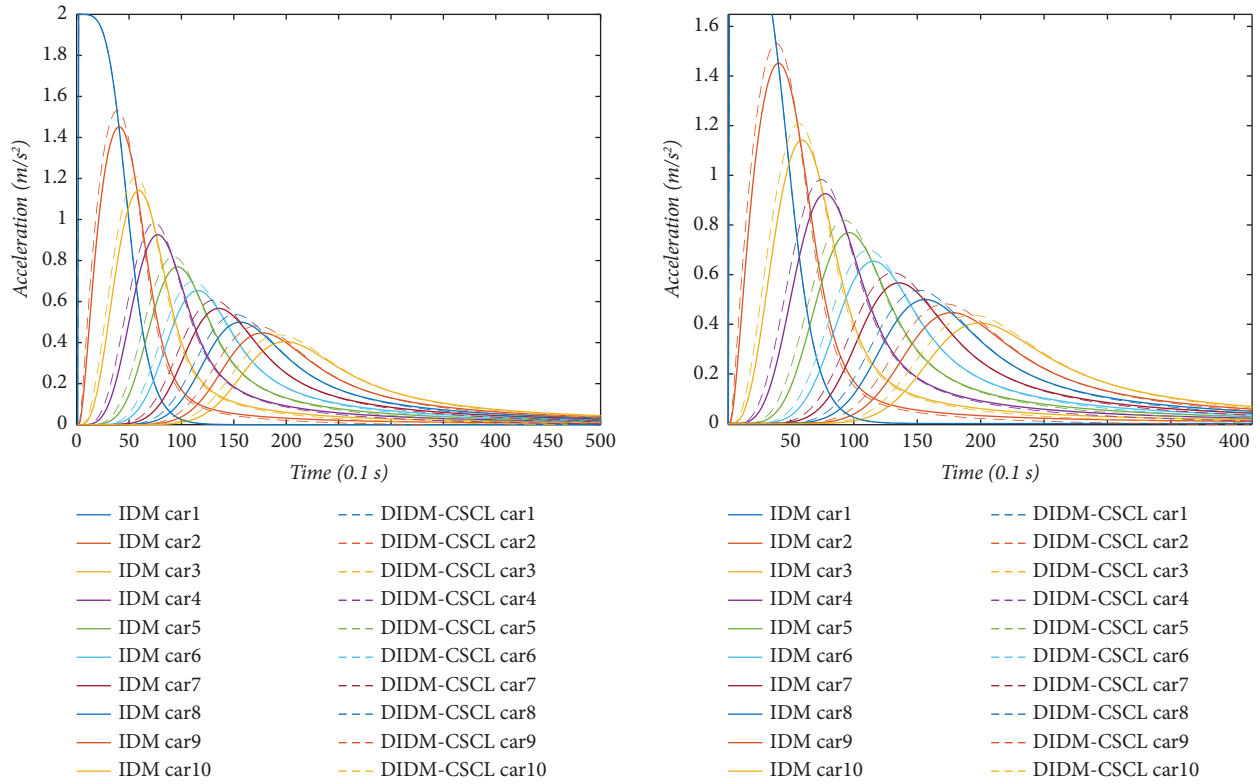 2
1.8
1.6
1.4
1.2
1
0.8
0.6
0.4
0.2
0
Acceleration (m/s²)
0 50 100 150 200 250 300 350 400 450 500
Time (0.1 s)
IDM car1 DIDM-CSCL car1
IDM car2 DIDM-CSCL car2
IDM car3 DIDM-CSCL car3
IDM car4 DIDM-CSCL car4
IDM car5 DIDM-CSCL car5
IDM car6 DIDM-CSCL car6
IDM car7 DIDM-CSCL car7
IDM car8 DIDM-CSCL car8
IDM car9 DIDM-CSCL car9
IDM car10 DIDM-CSCL car10
1.6
1.4
1.2
1
0.8
0.6
0.4
0.2
0
Acceleration (m/s²)
50 100 150 200 250 300 350 400
Time (0.1 s)
IDM car1 DIDM-CSCL car1
IDM car2 DIDM-CSCL car2
IDM car3 DIDM-CSCL car3
IDM car4 DIDM-CSCL car4
IDM car5 DIDM-CSCL car5
IDM car6 DIDM-CSCL car6
IDM car7 DIDM-CSCL car7
IDM car8 DIDM-CSCL car8
IDM car9 DIDM-CSCL car9
IDM car10 DIDM-CSCL car10